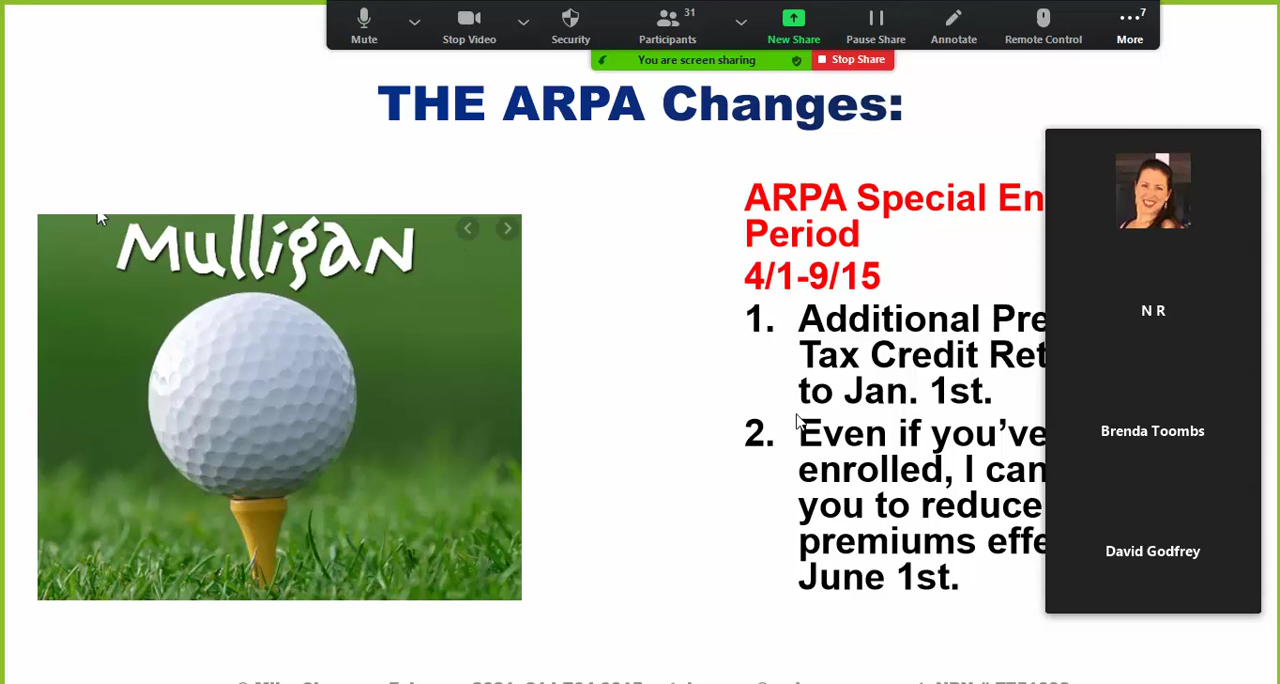 31
7
Mute
Stop Video
Security
Participants
New Share
Pause Share
Annotate
Remote Control
More
You are screen sharing
Stop Share
THE ARPA Changes:
Mulligan
ARPA Special En
Period
4/1-9/15
1. Additional Pre
Tax Credit Ret
to Jan. 1st.
2. Even if you’ve
enrolled, I can
you to reduce
premiums effe
June 1st.
N R
Brenda Toombs
David Godfrey